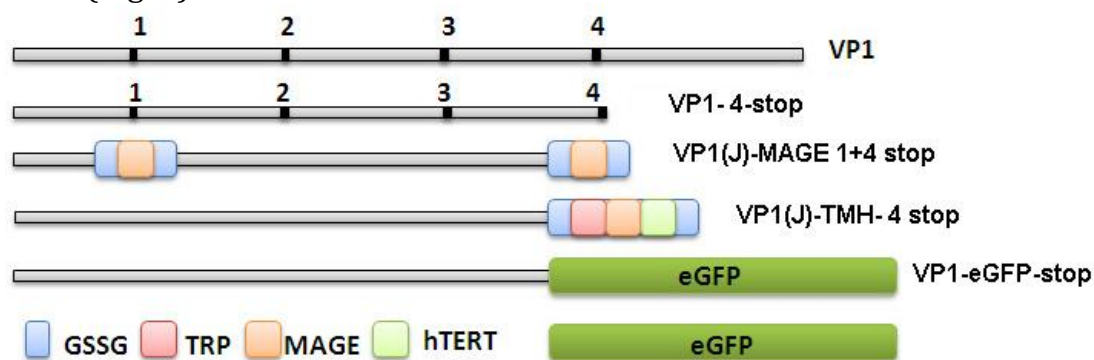 1 2 3 4
VP1
1 2 3 4
VP1- 4-stop
VP1(J)-MAGE 1+4 stop
VP1(J)-TMH- 4 stop
eGFP
VP1-eGFP-stop
GSSG TRP MAGE hTERT
eGFP